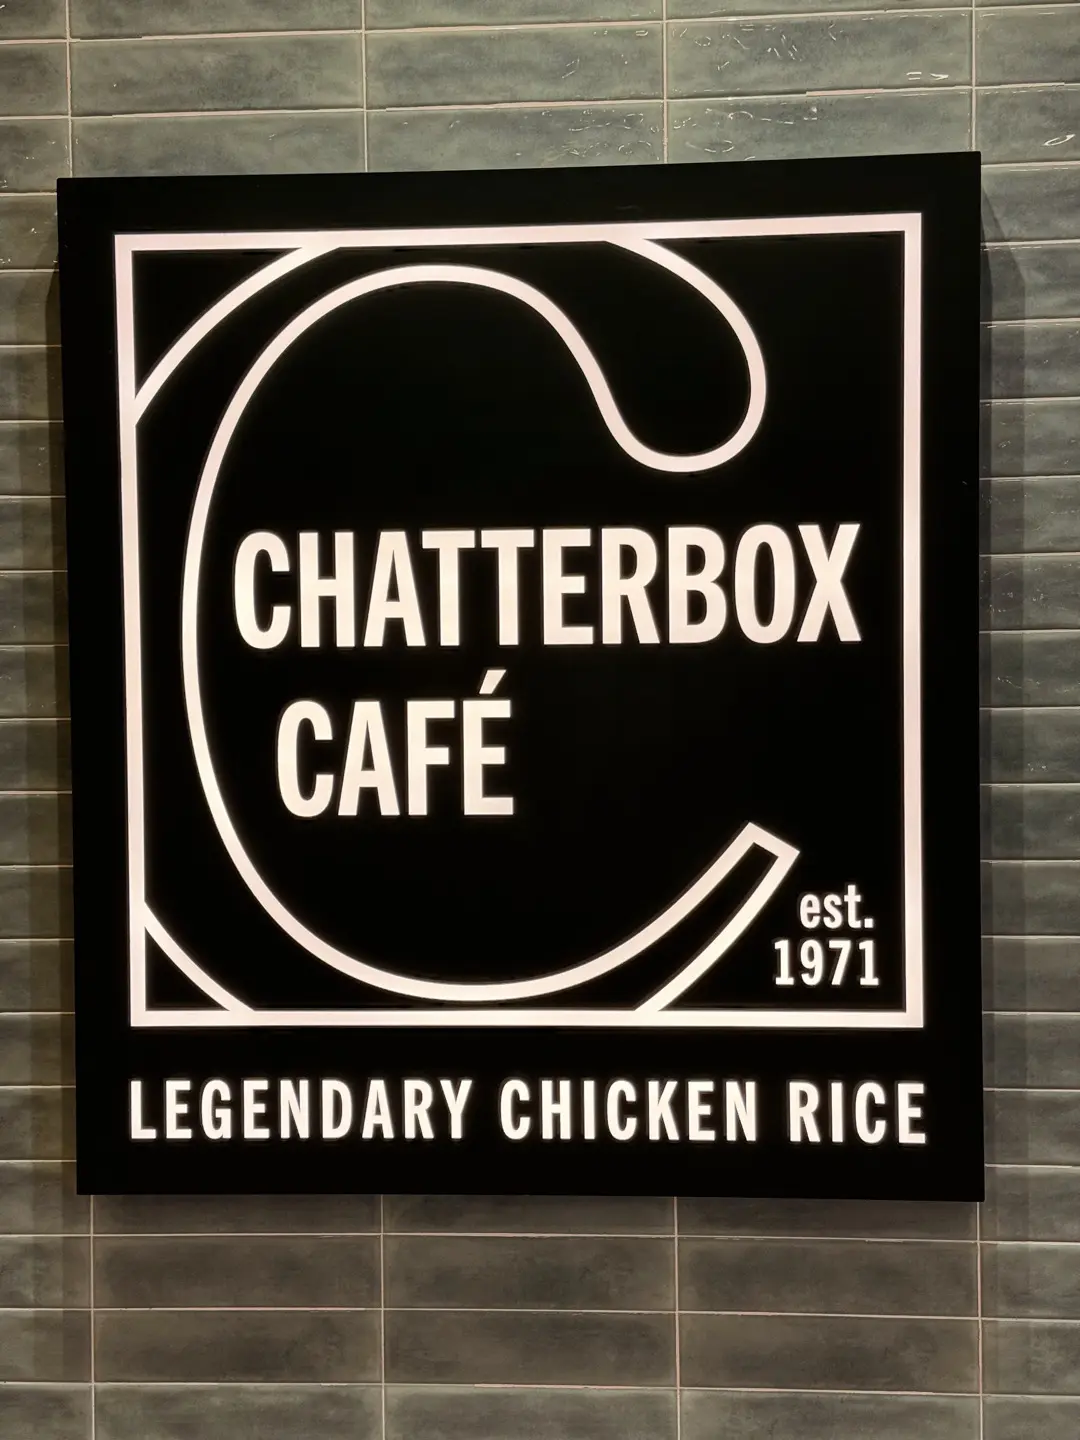 CHATTERBOX
CAFÉ
est.
1971
LEGENDARY CHICKEN RICE